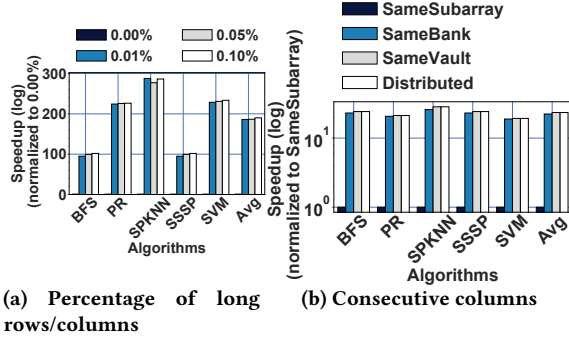 0.00% 0.05%
0.01% 0.10%
Speedup (log)
(normalized to 0.00%)
300
200
100
0
BFS PR SPKNN SSSP SVM Avg
Algorithms
(a) Percentage of long
rows/columns
SameSubarray
SameBank
SameVault
Distributed
Speedup (log)
(normalized to SameSubarray)
10^1
10^0
BFS PR SPKNN SSSP SVM Avg
Algorithms
(b) Consecutive columns